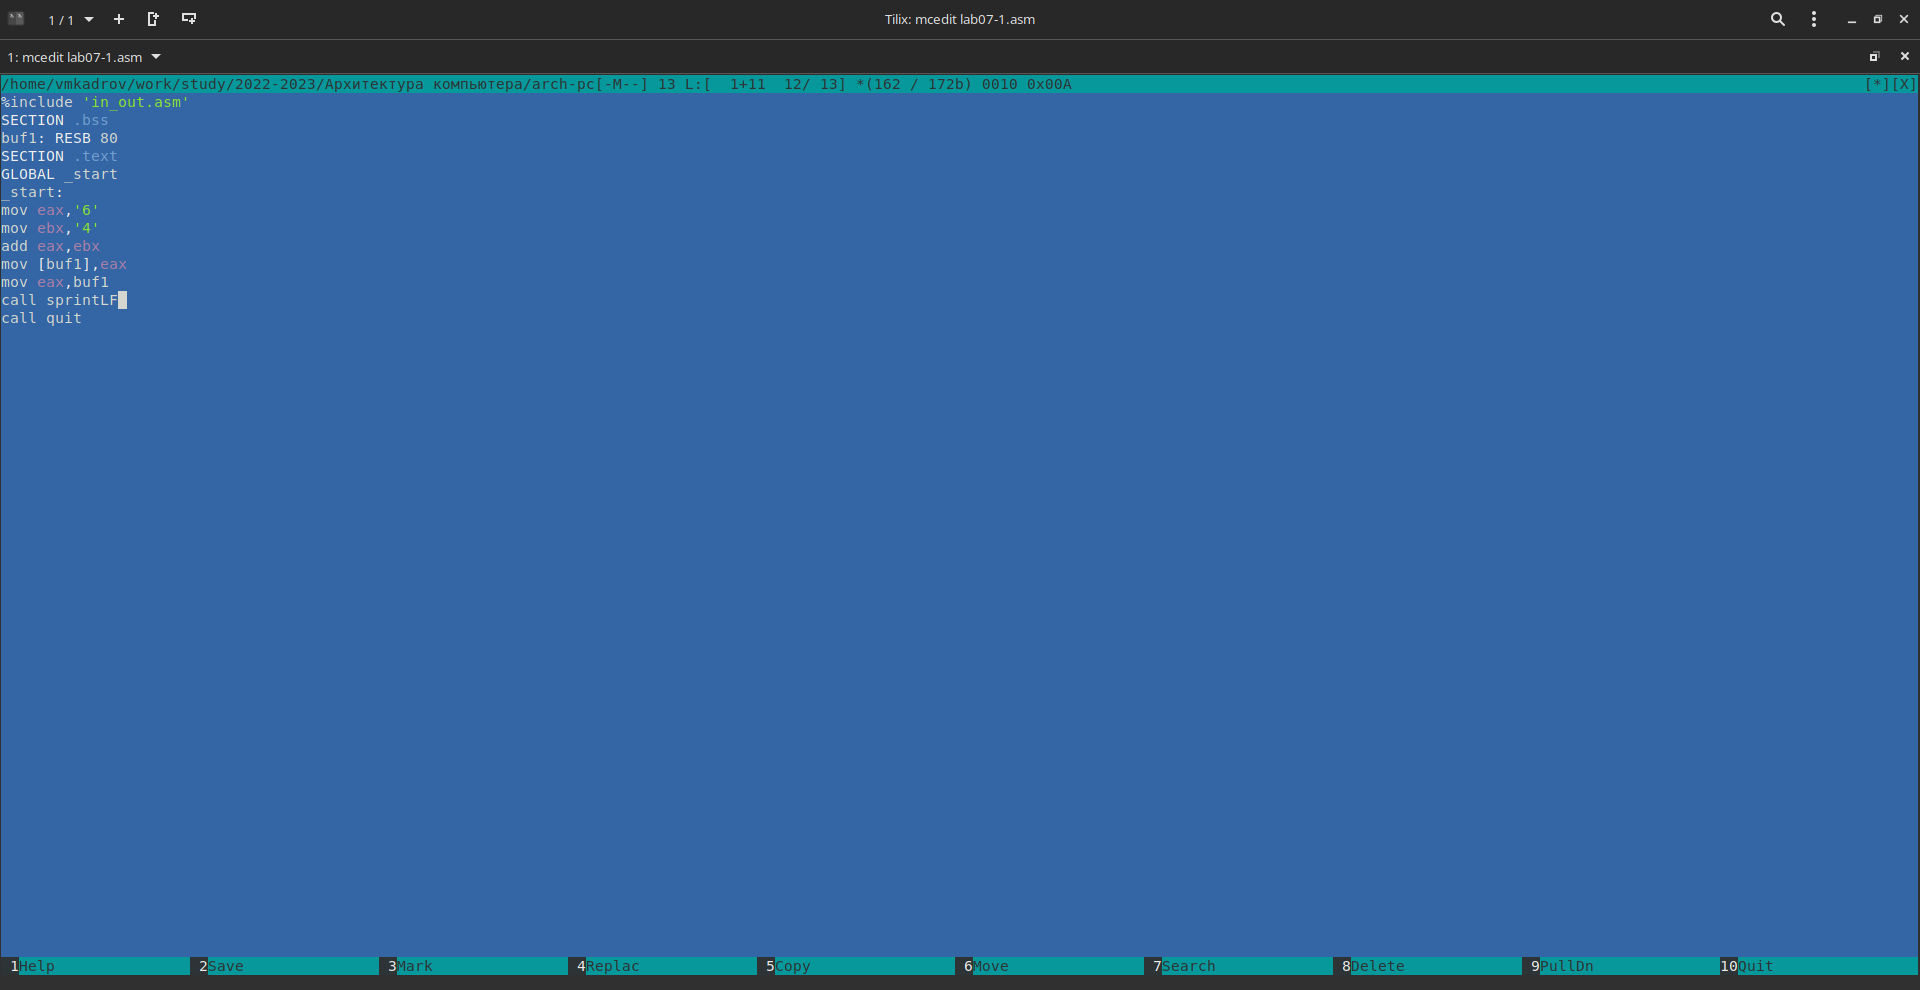 1 / 1
Tilix: mcedit lab07-1.asm
1: mcedit lab07-1.asm
/home/vmkadrov/work/study/2022-2023/Архитектура компьютера/arch-pc[-M--] 13 L:[  1+11  12/ 13] *(162 / 172b) 0010 0x00A [*][X]
%include 'in_out.asm'
SECTION .bss
buf1: RESB 80
SECTION .text
GLOBAL _start
_start:
mov eax,'6'
mov ebx,'4'
add eax,ebx
mov [buf1],eax
mov eax,buf1
call sprintLF
call quit
1Help 2Save 3Mark 4Replac 5Copy 6Move 7Search 8Delete 9PullDn 10Quit